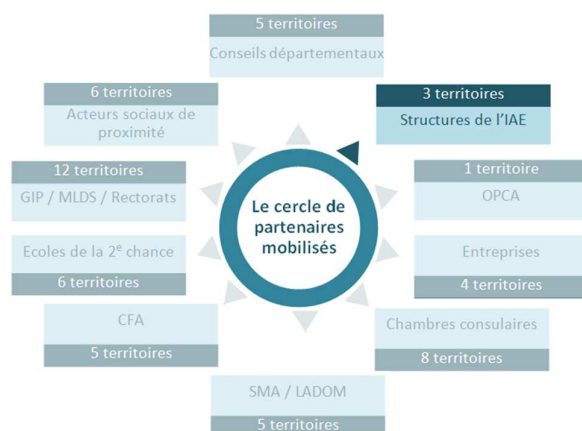 5 territoires
Conseils départementaux
6 territoires
Acteurs sociaux de
proximité
3 territoires
Structures de l'IAE
12 territoires
GIP / MLDS / Rectorats
1 territoire
OPCA
Le cercle de
partenaires
mobilisés
Ecoles de la 2e chance
6 territoires
Entreprises
4 territoires
CFA
5 territoires
Chambres consulaires
8 territoires
SMA / LADOM
5 territoires